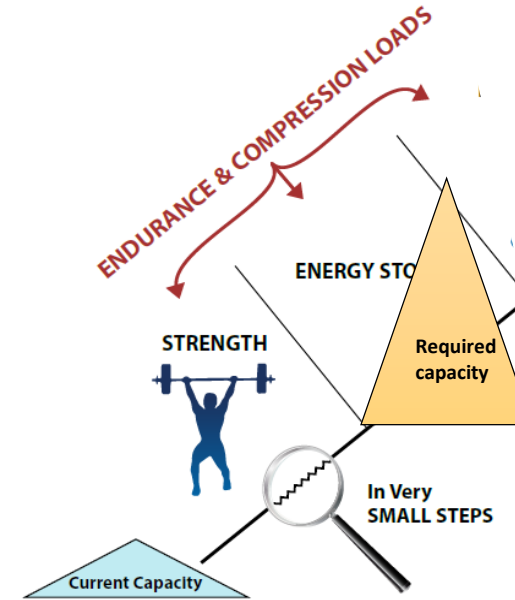 ENDURANCE & COMPRESSION LOADS
ENERGY STO
STRENGTH
Required
capacity
In Very
SMALL STEPS
Current Capacity